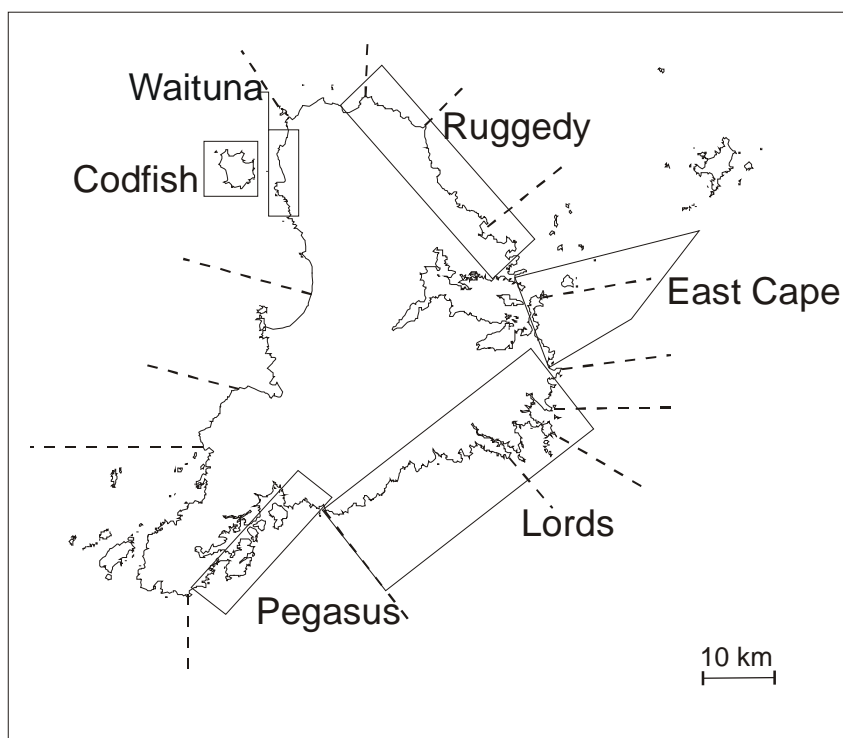 Waituna
Ruggedy
Codfish
East Cape
Lords
Pegasus
10 km